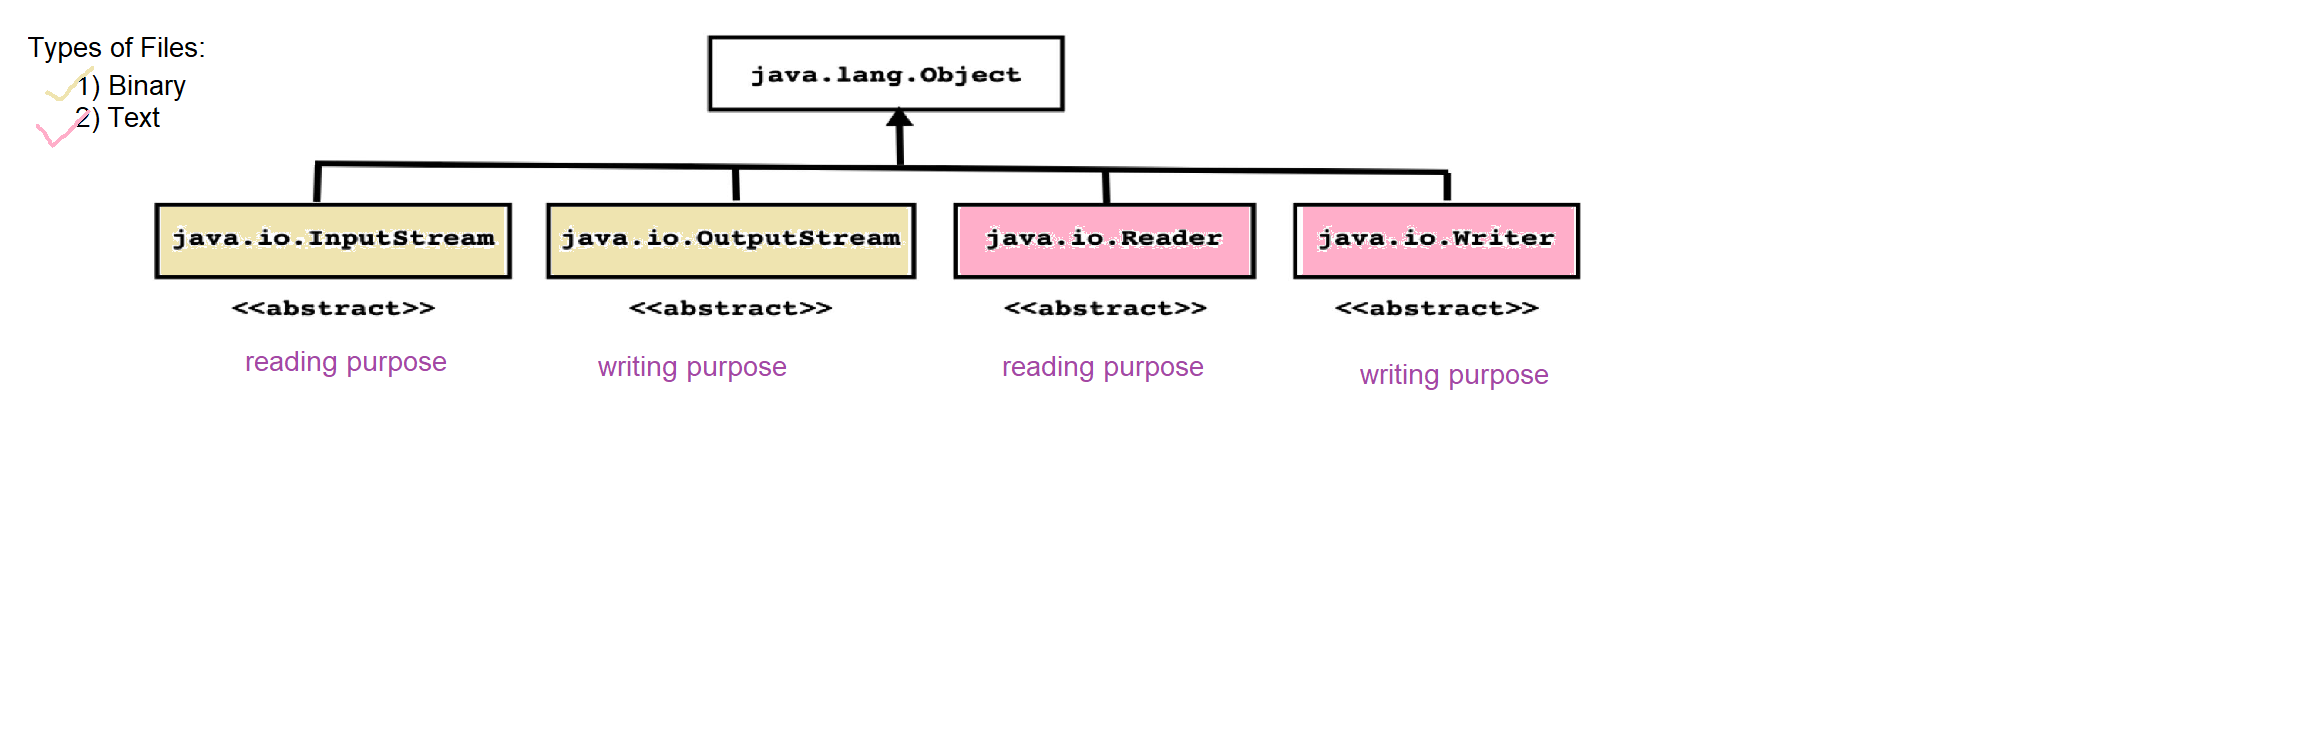 Types of Files:
1) Binary
2) Text
java.lang.Object
java.io.InputStream
java.io.OutputStream
java.io.Reader
java.io.Writer
<<abstract>>
<<abstract>>
<<abstract>>
<<abstract>>
reading purpose
writing purpose
reading purpose
writing purpose